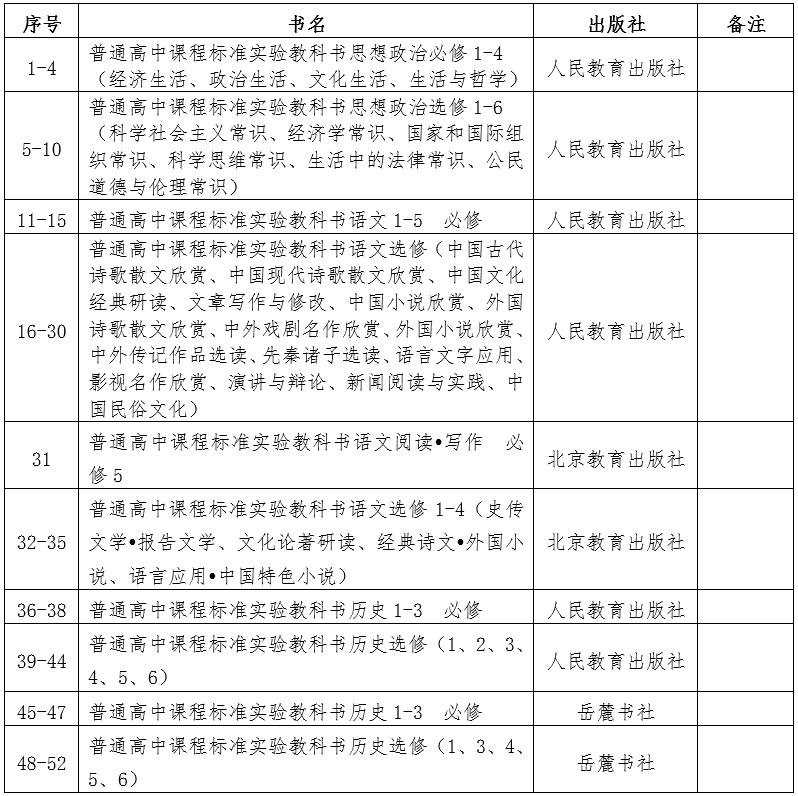 序号 书名 出版社 备注
1-4 普通高中课程标准实验教科书思想政治必修1-4 人民教育出版社
（经济生活、政治生活、文化生活、生活与哲学）
5-10 普通高中课程标准实验教科书思想政治选修1-6 人民教育出版社
（科学社会主义常识、经济学常识、国家和国际组
织常识、科学思维常识、生活中的法律常识、公民
道德与伦理常识）
11-15 普通高中课程标准实验教科书语文1-5 必修 人民教育出版社
16-30 普通高中课程标准实验教科书语文选修（中国古代 人民教育出版社
诗歌散文欣赏、中国现代诗歌散文欣赏、中国文化
经典研读、文章写作与修改、中国小说欣赏、外国
诗歌散文欣赏、中外戏剧名作欣赏、外国小说欣赏、
中外传记作品选读、先秦诸子选读、语言文字应用、
影视名作欣赏、演讲与辩论、新闻阅读与实践、中
国民俗文化）
31 普通高中课程标准实验教科书语文阅读•写作 必 北京教育出版社
修5
32-35 普通高中课程标准实验教科书语文选修1-4（史传 北京教育出版社
文学•报告文学、文化论著研读、经典诗文•外国小
说、语言应用•中国特色小说）
36-38 普通高中课程标准实验教科书历史1-3 必修 人民教育出版社
39-44 普通高中课程标准实验教科书历史选修（1、2、3、 人民教育出版社
4、5、6）
45-47 普通高中课程标准实验教科书历史1-3 必修 岳麓书社
48-52 普通高中课程标准实验教科书历史选修（1、3、4、 岳麓书社
5、6）